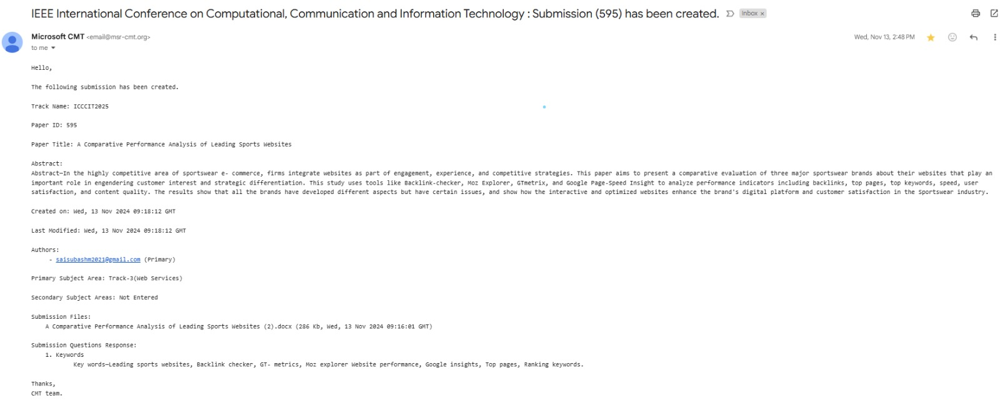 IEEE International Conference on Computational, Communication and Information Technology : Submission (595) has been created. Inbox ×
Microsoft CMT <email@msr-cmt.org>
Wed, Nov 13, 2:48 PM
to me
Hello,
The following submission has been created.
Track Name: ICCCIT2025
Paper ID: 595
Paper Title: A Comparative Performance Analysis of Leading Sports Websites
Abstract:
Abstract—In the highly competitive area of sportswear e- commerce, firms integrate websites as part of engagement, experience, and competitive strategies. This paper aims to present a comparative evaluation of three major sportswear brands about their websites that play an
important role in engendering customer interest and strategic differentiation. This study uses tools like Backlink-checker, Moz Explorer, GTmetrix, and Google Page-Speed Insight to analyze performance indicators including backlinks, top pages, top keywords, speed, user
satisfaction, and content quality. The results show that all the brands have developed different aspects but have certain issues, and show how the interactive and optimized websites enhance the brand's digital platform and customer satisfaction in the Sportswear industry.
Created on: Wed, 13 Nov 2024 09:18:12 GMT
Last Modified: Wed, 13 Nov 2024 09:18:12 GMT
Authors:
- saisubashm2021@gmail.com (Primary)
Primary Subject Area: Track-3(Web Services)
Secondary Subject Areas: Not Entered
Submission Files:
A Comparative Performance Analysis of Leading Sports Websites (2).docx (286 Kb, Wed, 13 Nov 2024 09:16:01 GMT)
Submission Questions Response:
1. Keywords
Key words—Leading sports websites, Backlink checker, GT- metrics, Moz explorer Website performance, Google insights, Top pages, Ranking keywords.
Thanks,
CMT team.